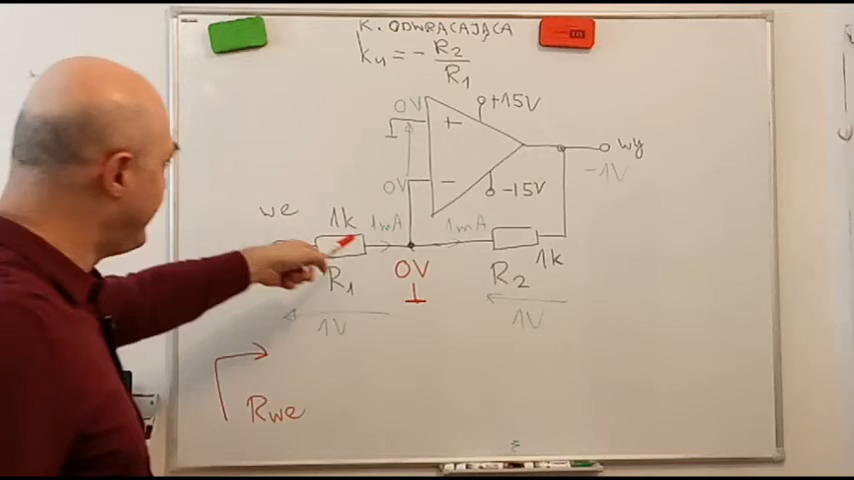 K. ODWRACAJĄCA
ku = - R2/R1
+15V
0V
+
wy
-1V
0V
-
-15V
we
1k
1mA
1mA
R1
0V
R2
1k
1V
1V
Rwe